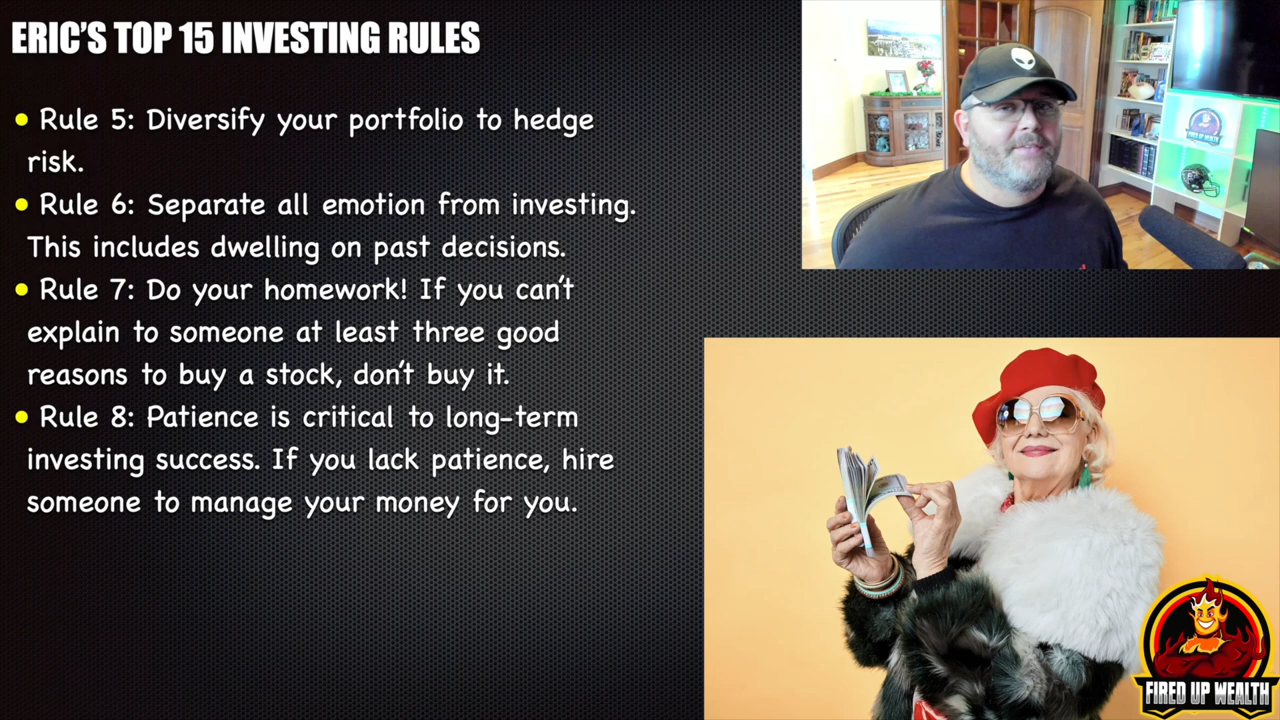 ERIC'S TOP 15 INVESTING RULES
• Rule 5: Diversify your portfolio to hedge
risk.
• Rule 6: Separate all emotion from investing.
This includes dwelling on past decisions.
• Rule 7: Do your homework! If you can't
explain to someone at least three good
reasons to buy a stock, don't buy it.
• Rule 8: Patience is critical to long-term
investing success. If you lack patience, hire
someone to manage your money for you.
FIRED UP WEALTH
FIRED UP WEALTH